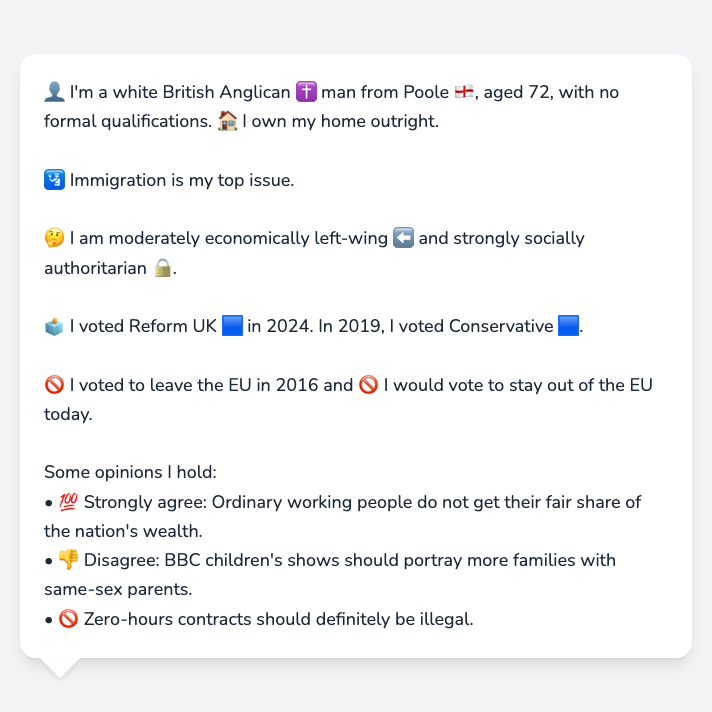 👤 I'm a white British Anglican ✝️ man from Poole 🏴󠁧󠁢󠁥󠁮󠁧󠁿, aged 72, with no
formal qualifications. 🏠 I own my home outright.
🛂 Immigration is my top issue.
🤔 I am moderately economically left-wing ⬅️ and strongly socially
authoritarian 🔒.
🗳️ I voted Reform UK 🟦 in 2024. In 2019, I voted Conservative 🟦.
🚫 I voted to leave the EU in 2016 and 🚫 I would vote to stay out of the EU
today.
Some opinions I hold:
• 💯 Strongly agree: Ordinary working people do not get their fair share of
the nation's wealth.
• 👎 Disagree: BBC children's shows should portray more families with
same-sex parents.
• 🚫 Zero-hours contracts should definitely be illegal.